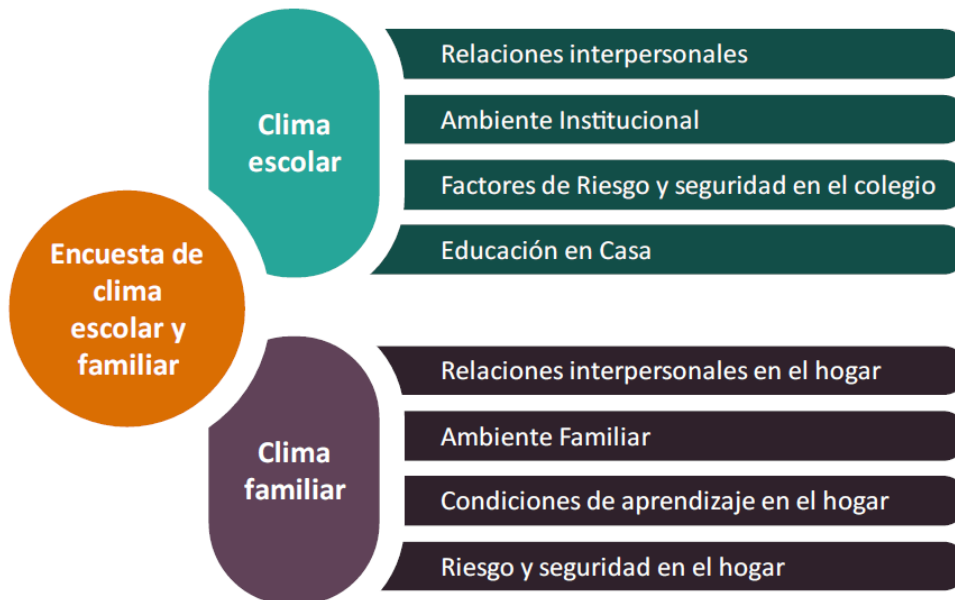 Encuesta de
clima
escolar y
familiar
Clima
escolar
Relaciones interpersonales
Ambiente Institucional
Factores de Riesgo y seguridad en el colegio
Educación en Casa
Clima
familiar
Relaciones interpersonales en el hogar
Ambiente Familiar
Condiciones de aprendizaje en el hogar
Riesgo y seguridad en el hogar